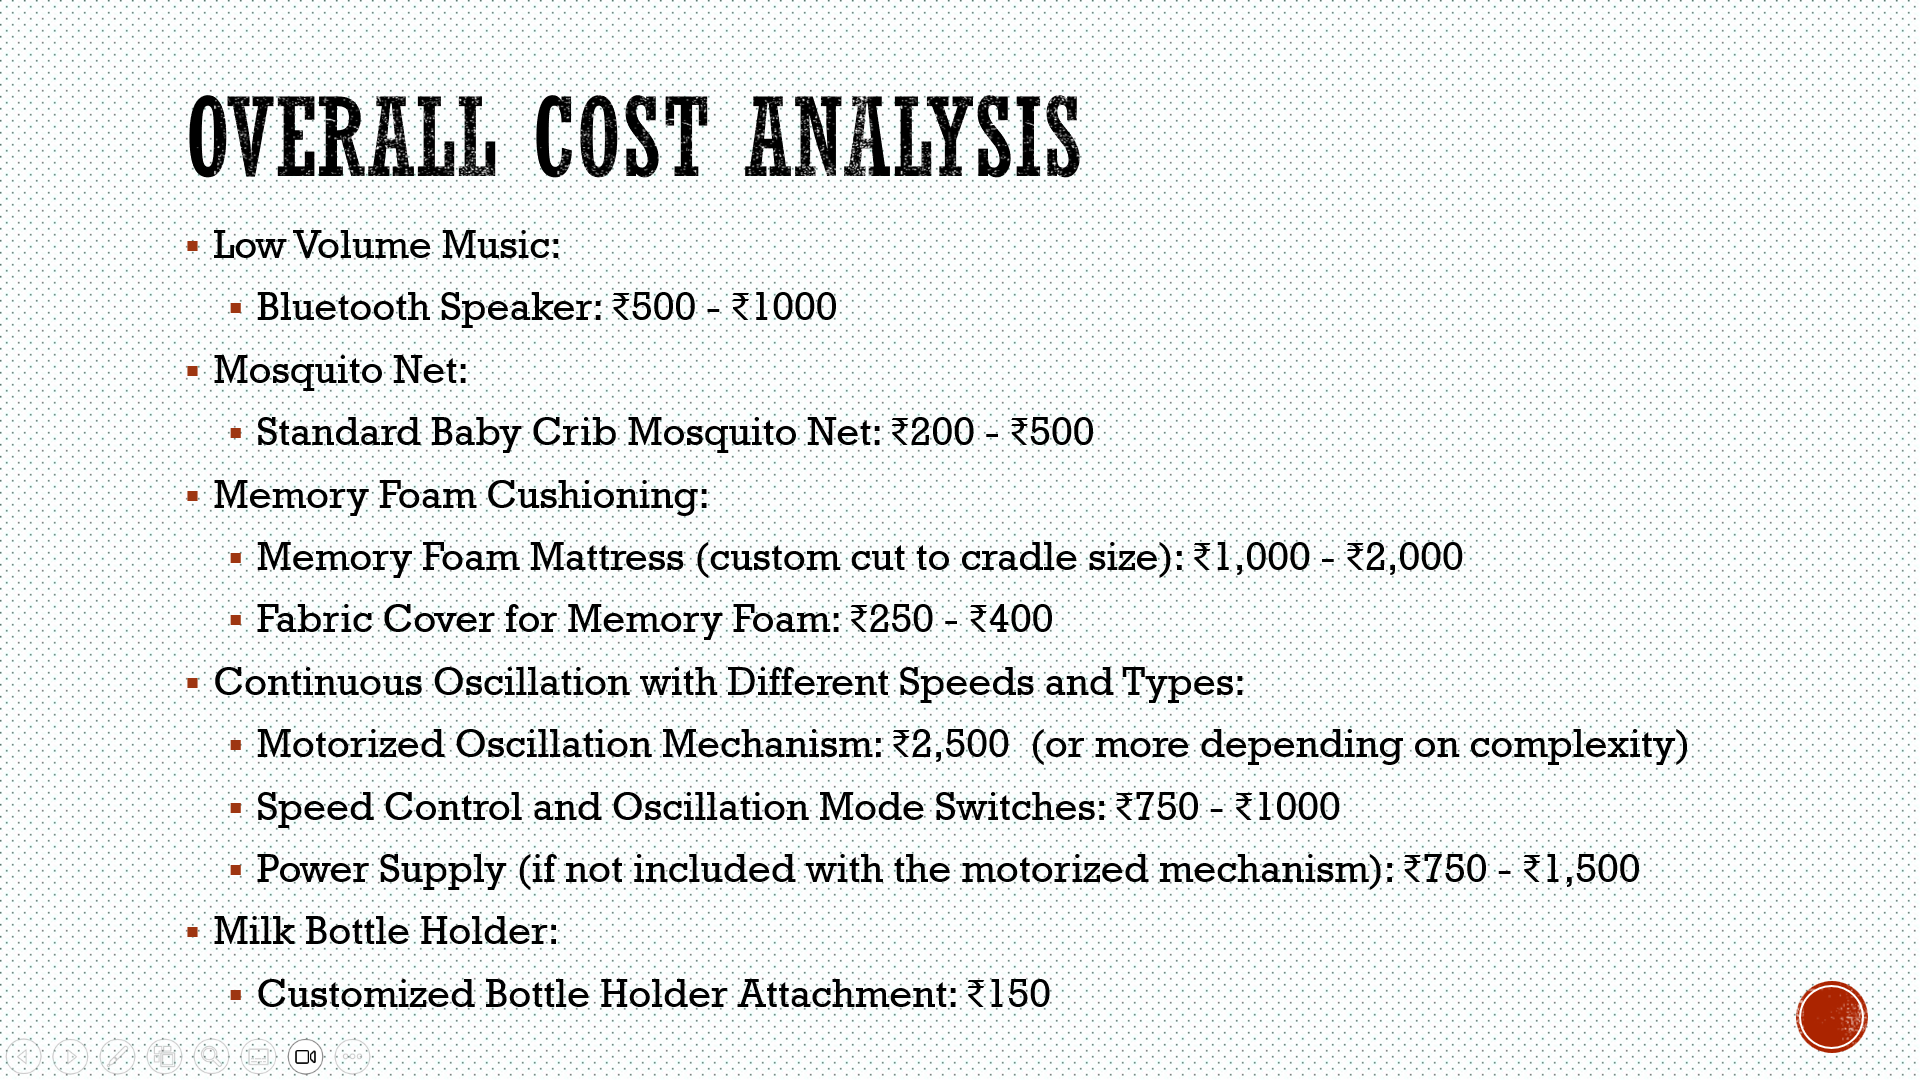 OVERALL COST ANALYSIS
Low Volume Music:
Bluetooth Speaker: ₹500 - ₹1000
Mosquito Net:
Standard Baby Crib Mosquito Net: ₹200 - ₹500
Memory Foam Cushioning:
Memory Foam Mattress (custom cut to cradle size): ₹1,000 - ₹2,000
Fabric Cover for Memory Foam: ₹250 - ₹400
Continuous Oscillation with Different Speeds and Types:
Motorized Oscillation Mechanism: ₹2,500  (or more depending on complexity)
Speed Control and Oscillation Mode Switches: ₹750 - ₹1000
Power Supply (if not included with the motorized mechanism): ₹750 - ₹1,500
Milk Bottle Holder:
Customized Bottle Holder Attachment: ₹150